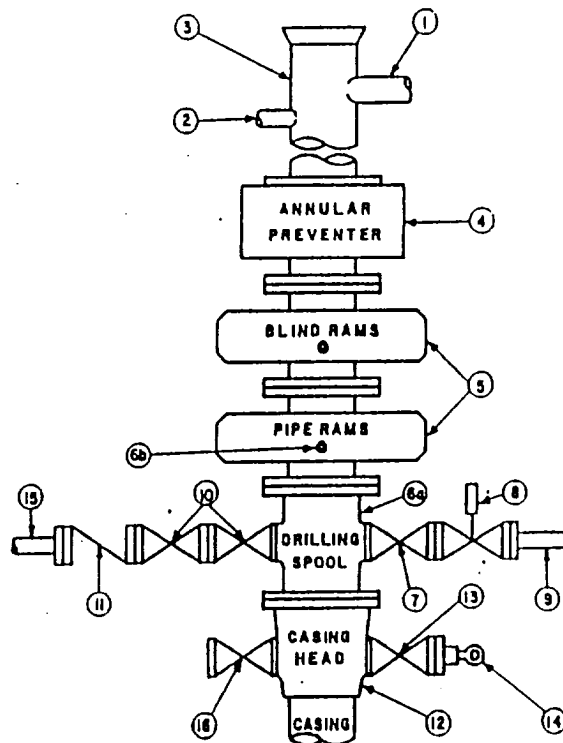 1
3
2
ANNULAR
PREVENTER
4
BLIND RAMS
5
PIPE RAMS
6b
15
10
6a
8
DRILLING
SPOOL
11
7
13
9
CASING
HEAD
16
12
14
CASING